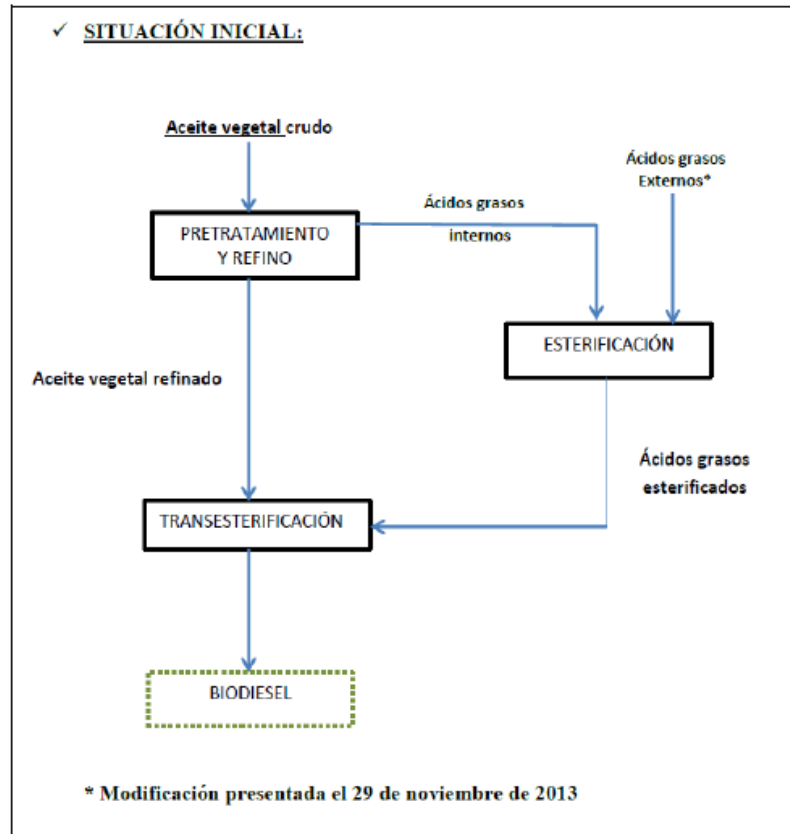 ✓ SITUACIÓN INICIAL:
Aceite vegetal crudo
Ácidos grasos
Externos*
Ácidos grasos
internos
PRETRATAMIENTO
Y REFINO
ESTERIFICACIÓN
Aceite vegetal refinado
Ácidos grasos
esterificados
TRANSESTERIFICACIÓN
BIODIESEL
* Modificación presentada el 29 de noviembre de 2013